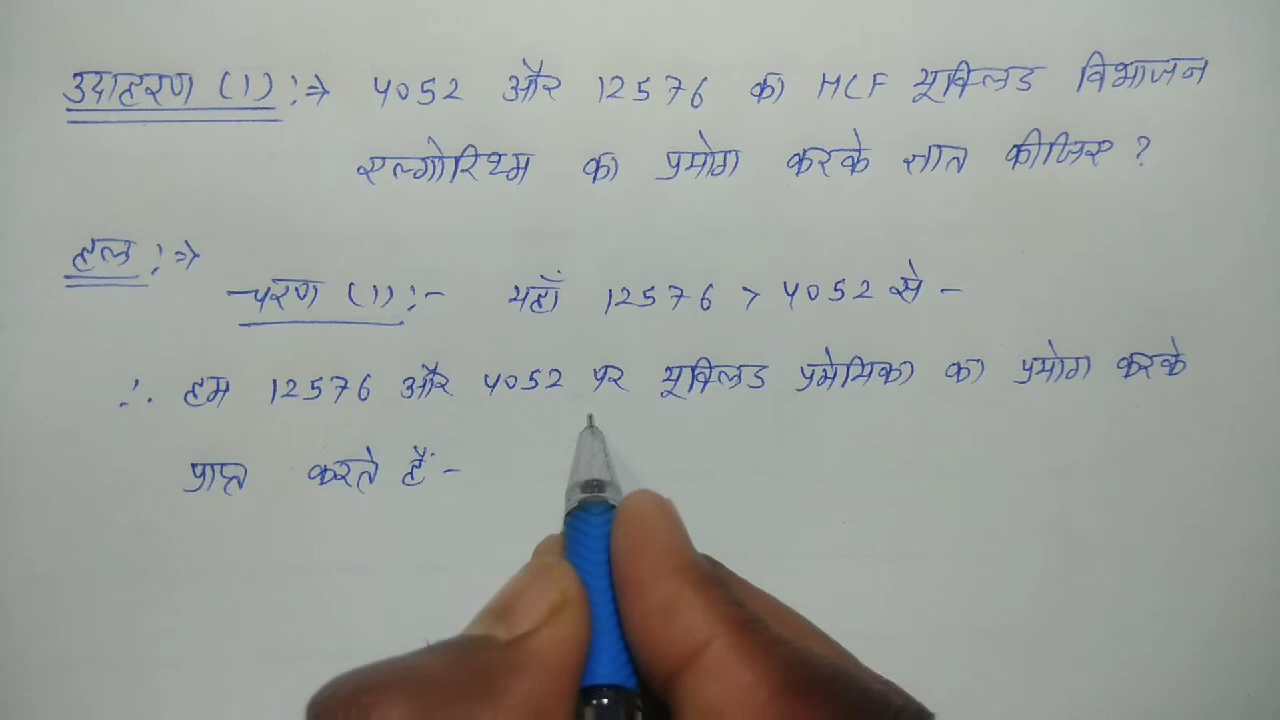 उदाहरण (1) :⇒ 4052 और 12576 का HCF यूक्लिड विभाजन
एल्गोरिथ्म का प्रयोग करके ज्ञात कीजिए ?
हल :⇒
चरण (1) :- यहाँ 12576 > 4052 से -
∴ हम 12576 और 4052 पर यूक्लिड प्रमेयिका का प्रयोग करके
प्राप्त करते हैं -